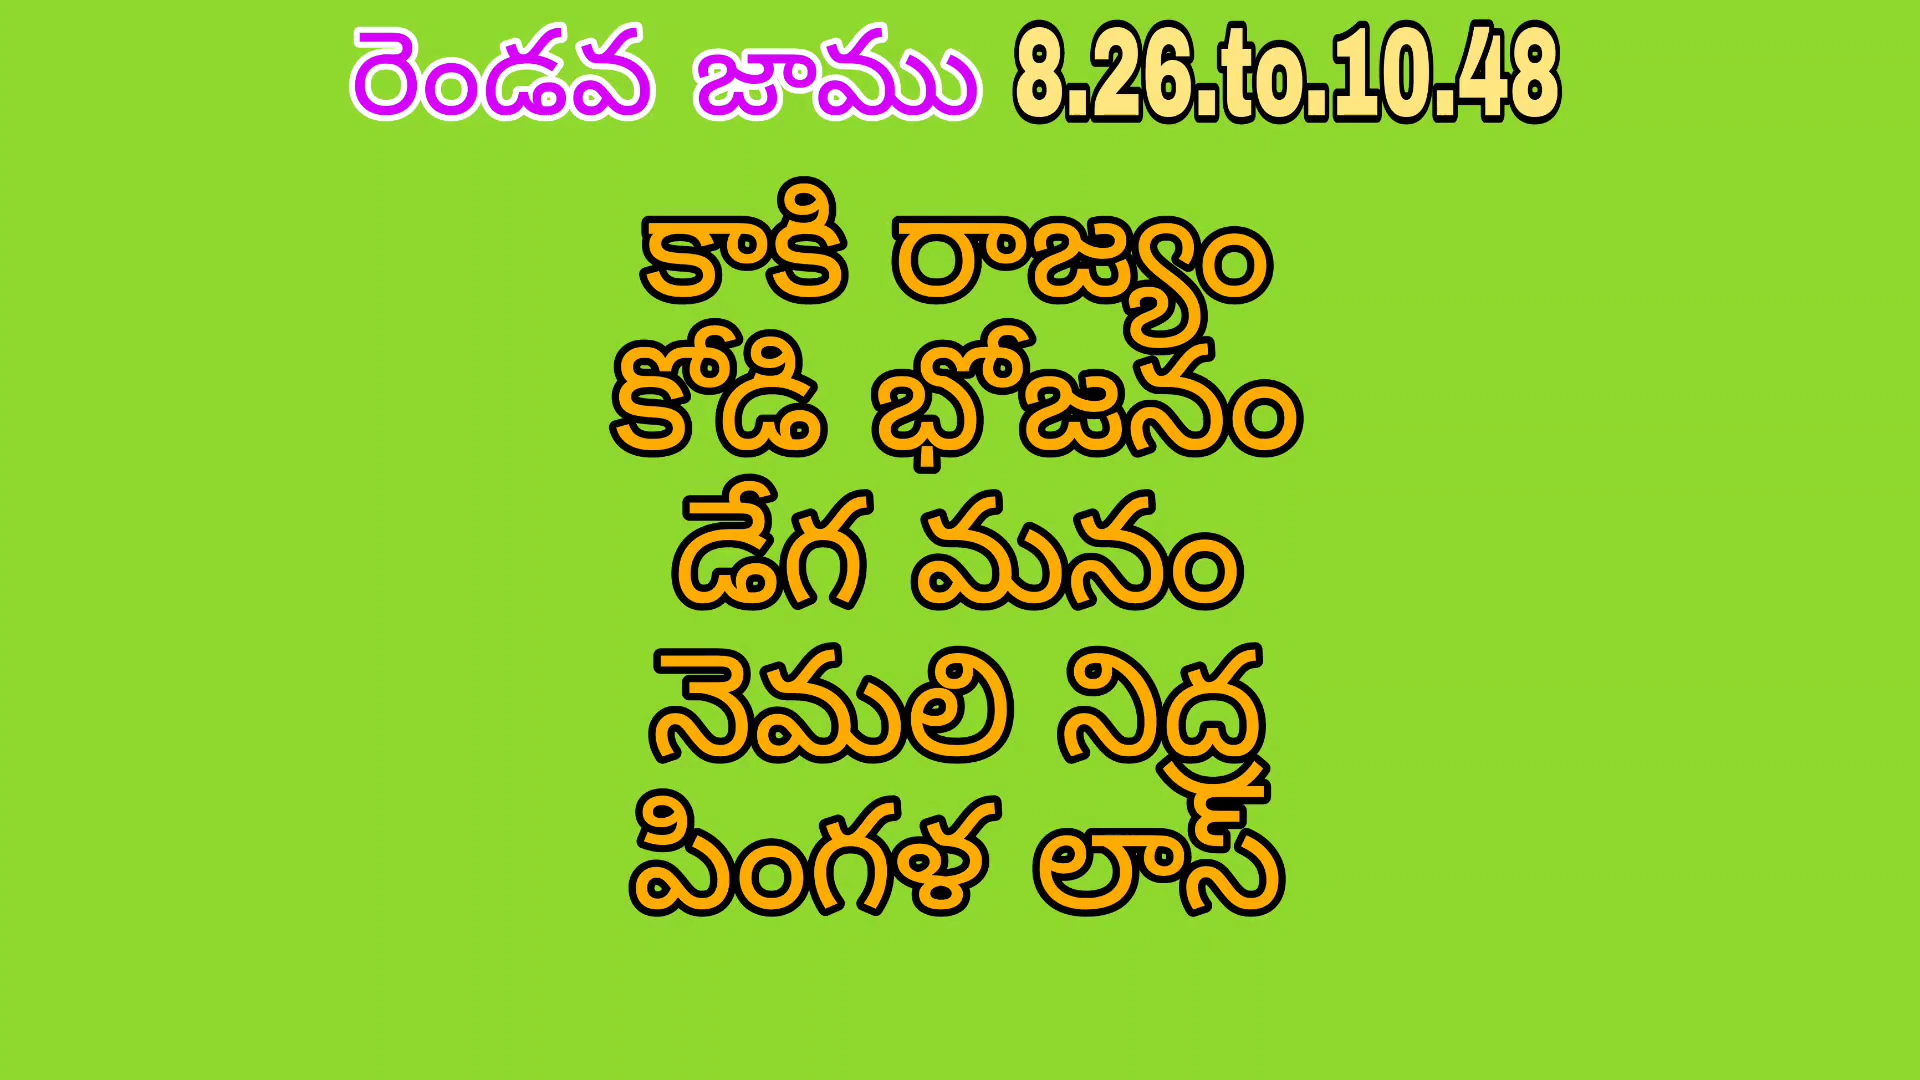 రెండవ జాము 8.26.to.10.48
కాకి రాజ్యం
కోడి భోజనం
డేగ మనం
నెమలి నిద్ర
పింగళ లాస్